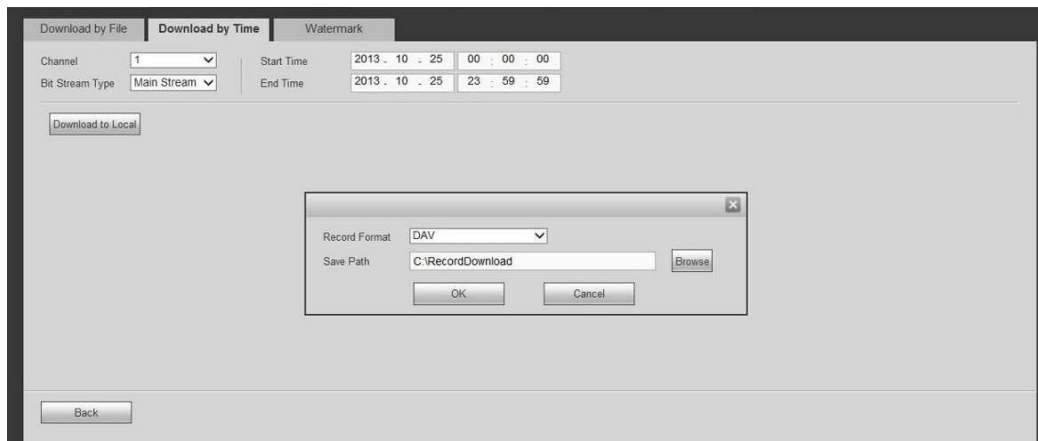 Download by File Download by Time Watermark
Channel 1 Start Time 2013 . 10 . 25 00 : 00 : 00
Bit Stream Type Main Stream End Time 2013 . 10 . 25 23 : 59 : 59
Download to Local
Record Format DAV
Save Path C:\RecordDownload Browse
OK Cancel
Back